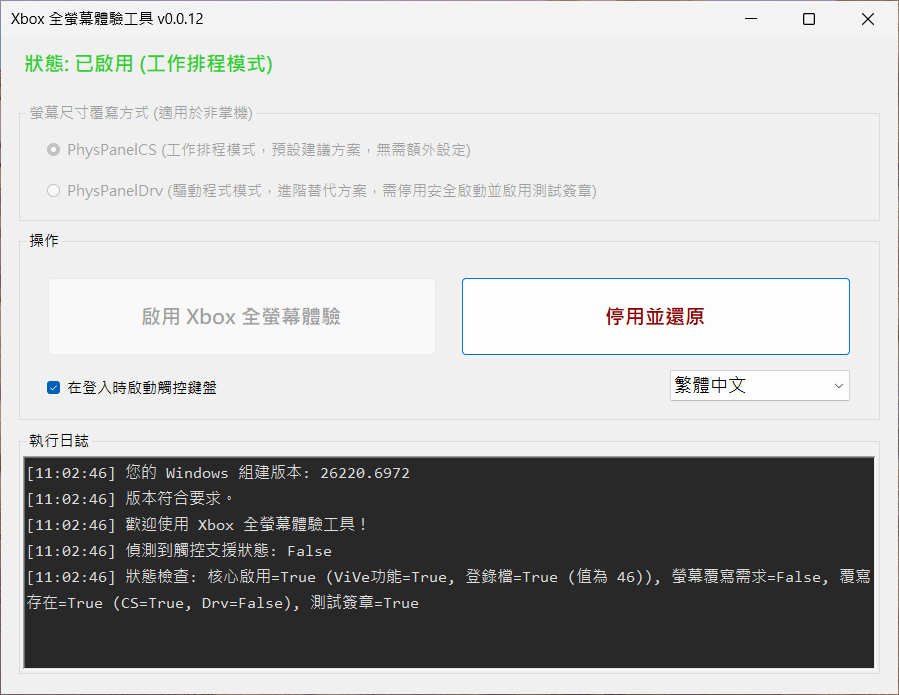 Xbox 全螢幕體驗工具 v0.0.12
狀態: 已啟用 (工作排程模式)
螢幕尺寸覆寫方式 (適用於非掌機)
PhysPanelCS (工作排程模式，預設建議方案，無需額外設定)
PhysPanelDrv (驅動程式模式，進階替代方案，需停用安全啟動並啟用測試簽章)
操作
啟用 Xbox 全螢幕體驗
停用並還原
在登入時啟動觸控鍵盤
繁體中文
執行日誌
[11:02:46] 您的 Windows 組建版本: 26220.6972
[11:02:46] 版本符合要求。
[11:02:46] 歡迎使用 Xbox 全螢幕體驗工具！
[11:02:46] 偵測到觸控支援狀態: False
[11:02:46] 狀態檢查: 核心啟用=True (ViVe功能=True, 登錄檔=True (值為 46)), 螢幕覆寫需求=False, 覆寫
存在=True (CS=True, Drv=False), 測試簽章=True